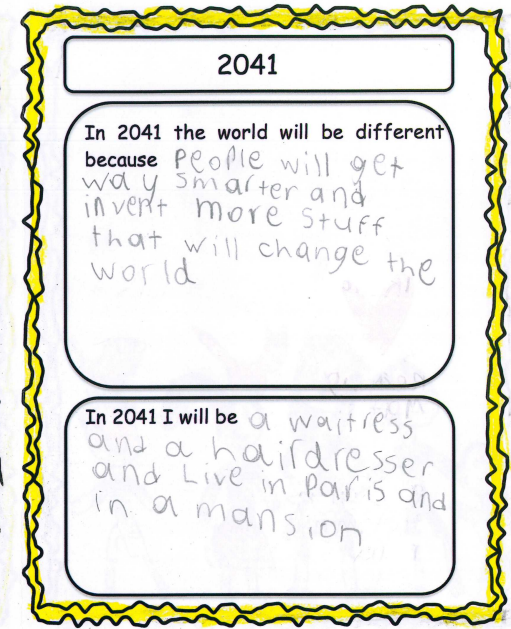 2041
In 2041 the world will be different
because People will get
way smarter and
invent more stuff
that will change the
world
In 2041 I will be a waitress
and a hairdresser
and Live in Paris and
in a mansion